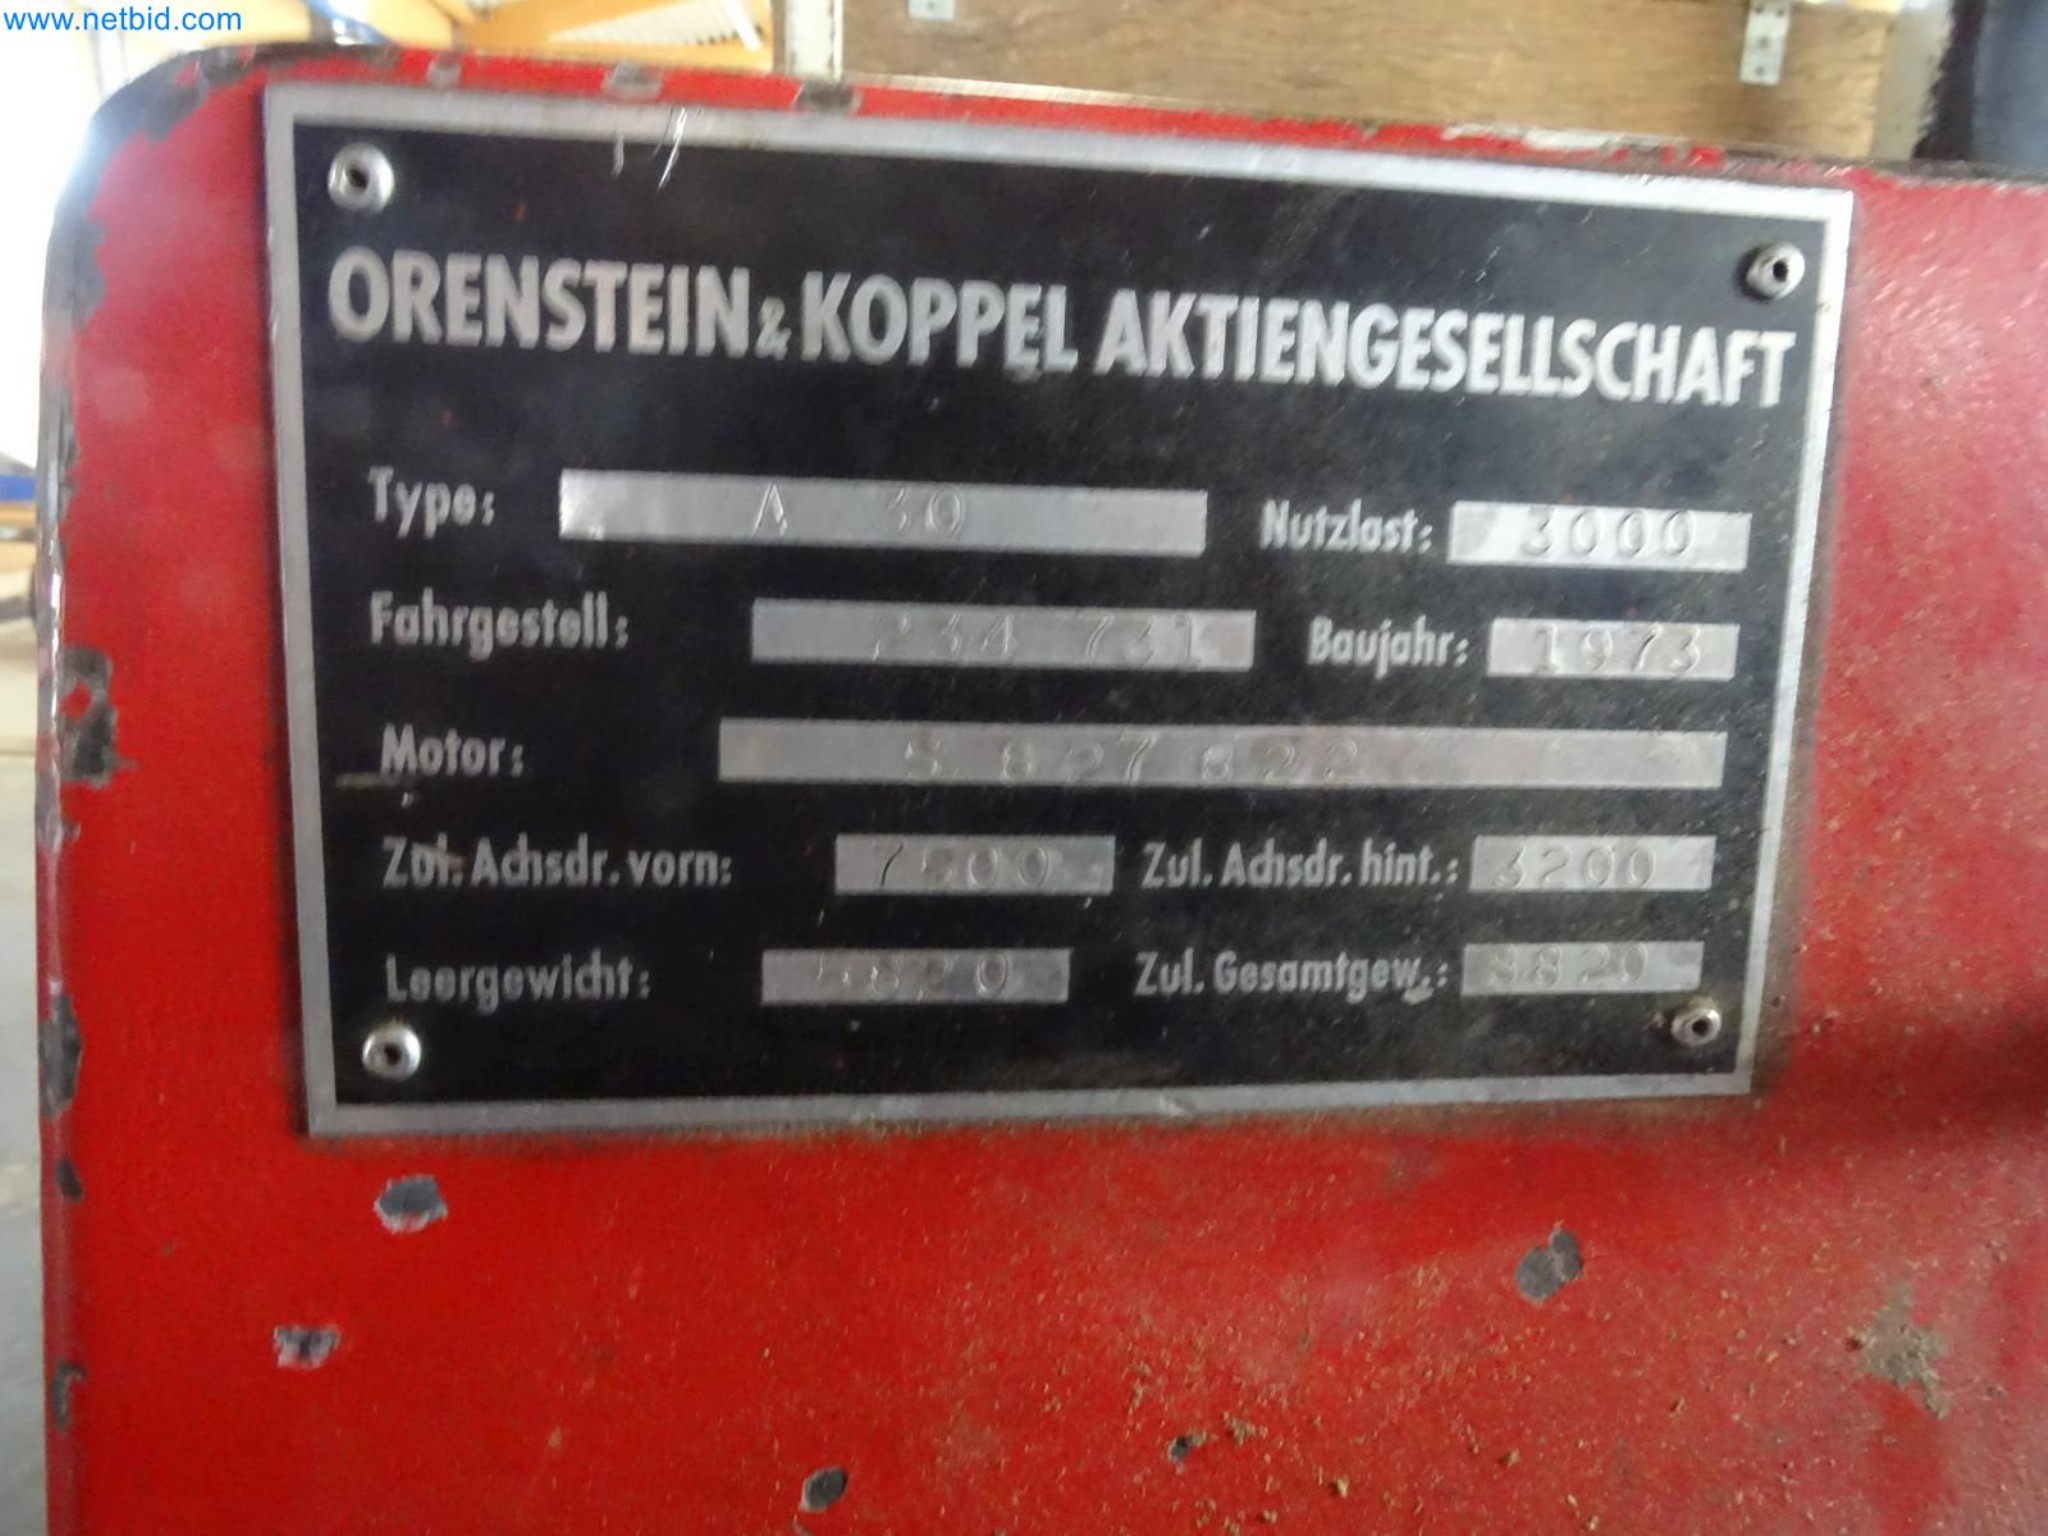 www.netbid.com
ORENSTEIN & KOPPEL AKTIENGESELLSCHAFT
Type: A 30 Nutzlast: 3000
Fahrgestell: 234 731 Baujahr: 1973
Motor: 5 827 822
Zul. Achsdr. vorn: Zul. Achsdr. hint.: 3200
Leergewicht: 5820 Zul. Gesamtgew.: 8820